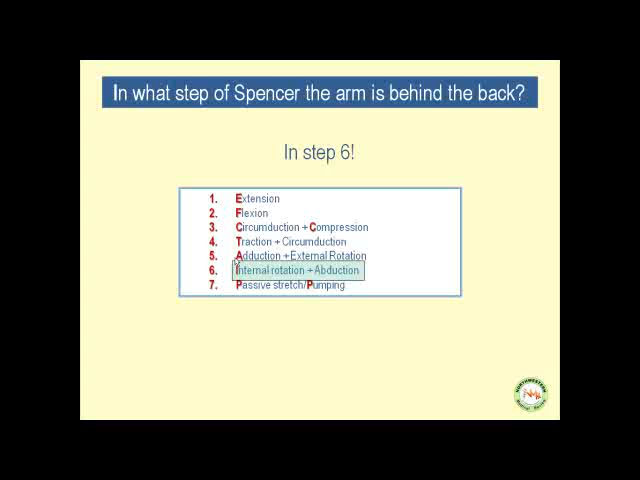 In what step of Spencer the arm is behind the back?
In step 6!
1. Extension
2. Flexion
3. Circumduction + Compression
4. Traction + Circumduction
5. Adduction + External Rotation
6. Internal rotation + Abduction
7. Passive stretch/Pumping